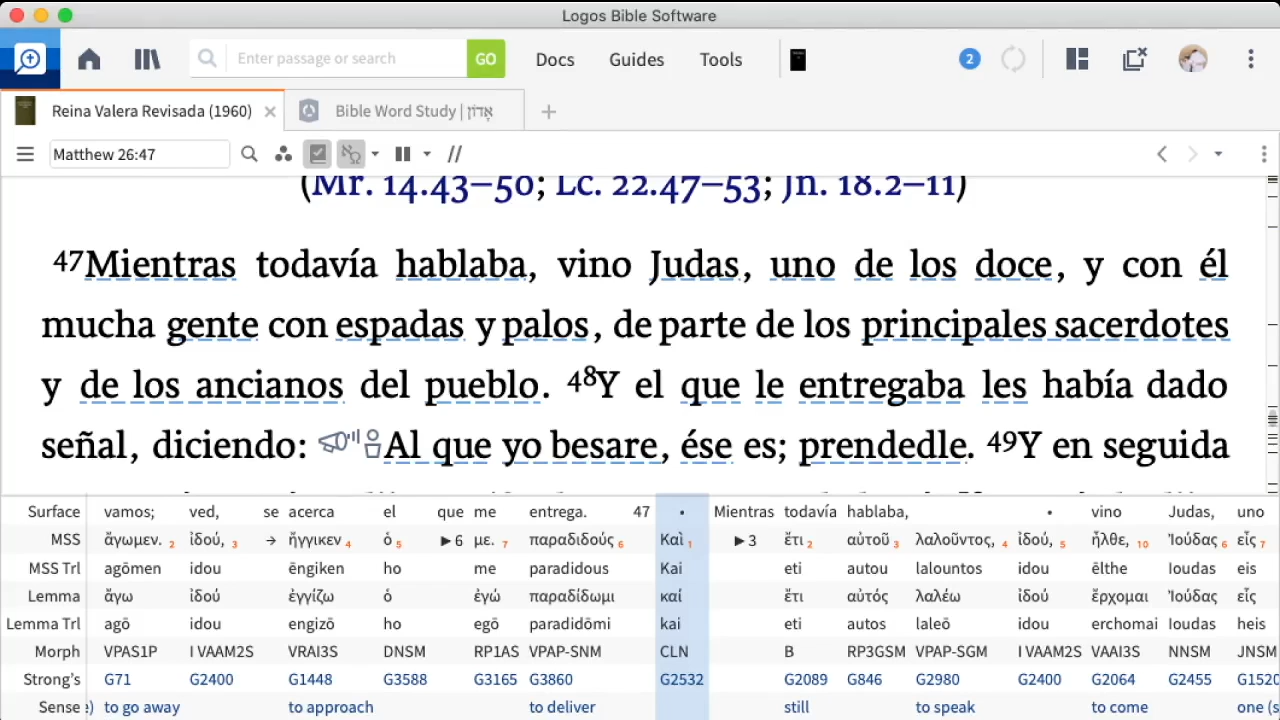 Logos Bible Software
Enter passage or search GO Docs Guides Tools 2
Reina Valera Revisada (1960) Bible Word Study | אָדוֹן
Matthew 26:47
(Mr. 14.43–50; Lc. 22.47–53; Jn. 18.2–11)
47Mientras todavía hablaba, vino Judas, uno de los doce, y con él
mucha gente con espadas y palos, de parte de los principales sacerdotes
y de los ancianos del pueblo. 48Y el que le entregaba les había dado
señal, diciendo: Al que yo besare, ése es; prendedle. 49Y en seguida
Surface vamos; ved, se acerca el que me entrega. 47 • Mientras todavía hablaba, • vino Judas, uno
MSS ἄγωμεν. 2 ἰδού, 3 → ἤγγικεν 4 ὁ 5 ▶ 6 με. 7 παραδιδούς 6 Καὶ 1 ▶ 3 ἔτι 2 αὐτοῦ 3 λαλοῦντος, 4 ἰδού, 5 ἦλθε, 10 Ἰούδας 6 εἷς 7
MSS Trl agōmen idou ēngiken ho me paradidous Kai eti autou lalountos idou ēlthe Ioudas eis
Lemma ἄγω ἰδού ἐγγίζω ὁ ἐγώ παραδίδωμι καί ἔτι αὐτός λαλέω ἰδού ἔρχομαι Ἰούδας εἷς
Lemma Trl agō idou engizō ho egō paradidōmi kai eti autos laleō idou erchomai Ioudas heis
Morph VPAS1P I VAAM2S VRAI3S DNSM RP1AS VPAP-SNM CLN B RP3GSM VPAP-SGM I VAAM2S VAAI3S NNSM JNSM
Strong's G71 G2400 G1448 G3588 G3165 G3860 G2532 G2089 G846 G2980 G2400 G2064 G2455 G1520
Sense e) to go away to approach to deliver still to speak to come one (s